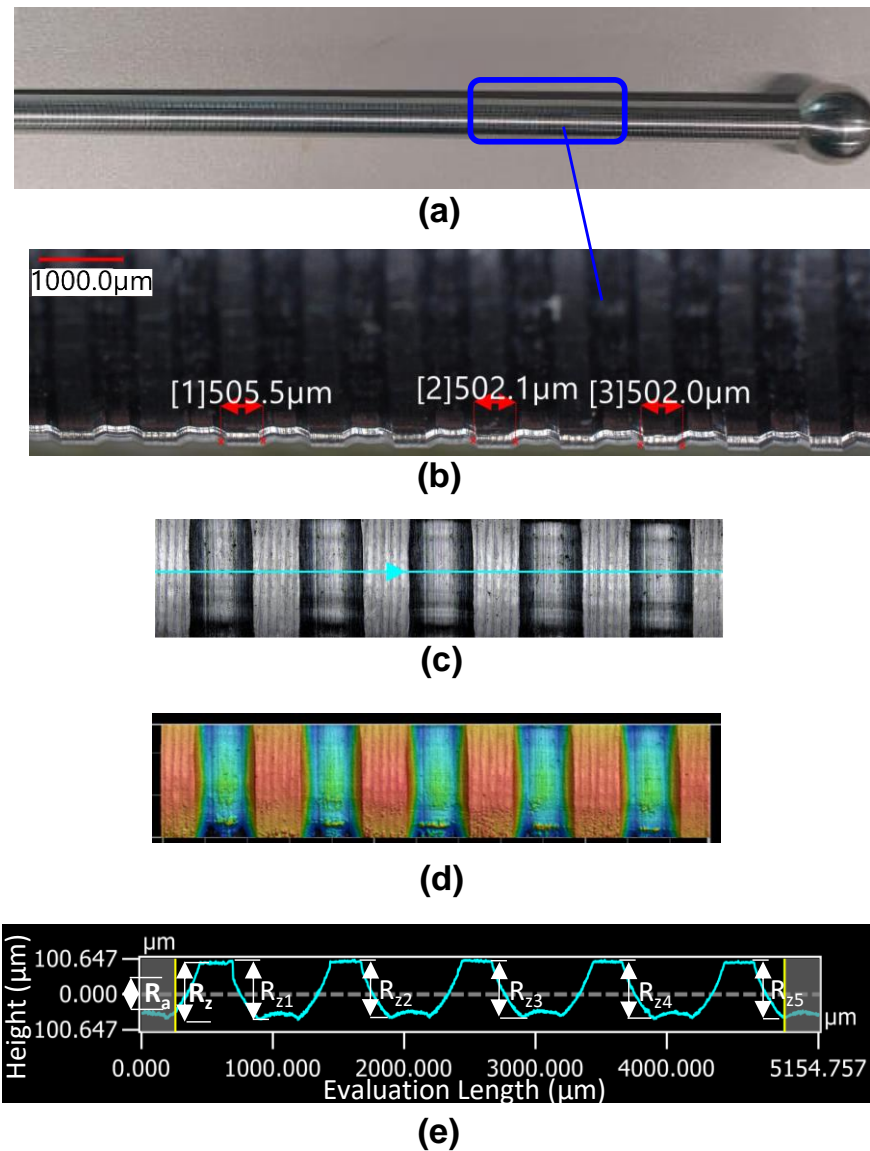 (a)
1000.0μm
[1]505.5μm
[2]502.1μm
[3]502.0μm
(b)
(c)
(d)
Height (μm)
μm
100.647
0.000
100.647
Ra
Rz
Rz1
Rz2
Rz3
Rz4
Rz5
μm
0.000
1000.000
2000.000
3000.000
4000.000
5154.757
Evaluation Length (μm)
(e)